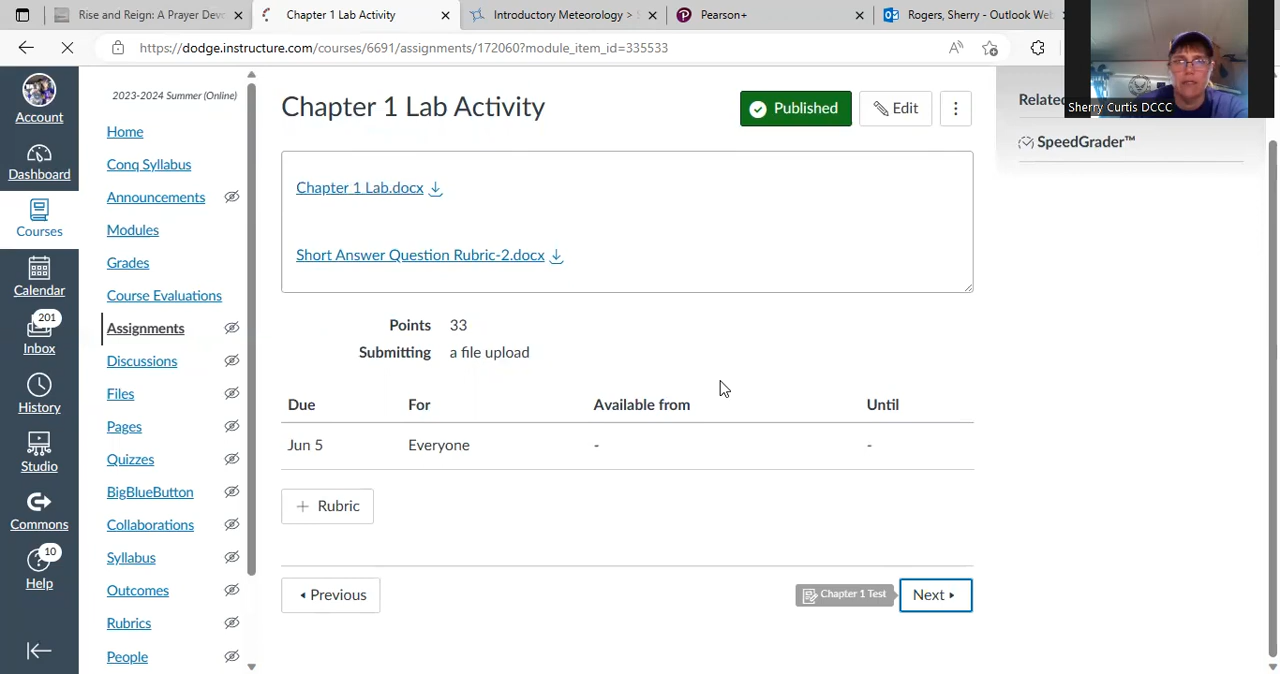 Rise and Reign: A Prayer Devo
Chapter 1 Lab Activity
Introductory Meteorology >
Pearson+
Rogers, Sherry - Outlook Web
https://dodge.instructure.com/courses/6691/assignments/172060?module_item_id=335533
Sherry Curtis DCCC
Account
Dashboard
Courses
Calendar
201
Inbox
History
Studio
Commons
10
Help
2023-2024 Summer (Online)
Home
Conq Syllabus
Announcements
Modules
Grades
Course Evaluations
Assignments
Discussions
Files
Pages
Quizzes
BigBlueButton
Collaborations
Syllabus
Outcomes
Rubrics
People
Chapter 1 Lab Activity
Published
Edit
Chapter 1 Lab.docx
Short Answer Question Rubric-2.docx
Points 33
Submitting a file upload
Due For Available from Until
Jun 5 Everyone - -
+ Rubric
Previous
Chapter 1 Test
Next
Related
SpeedGrader™